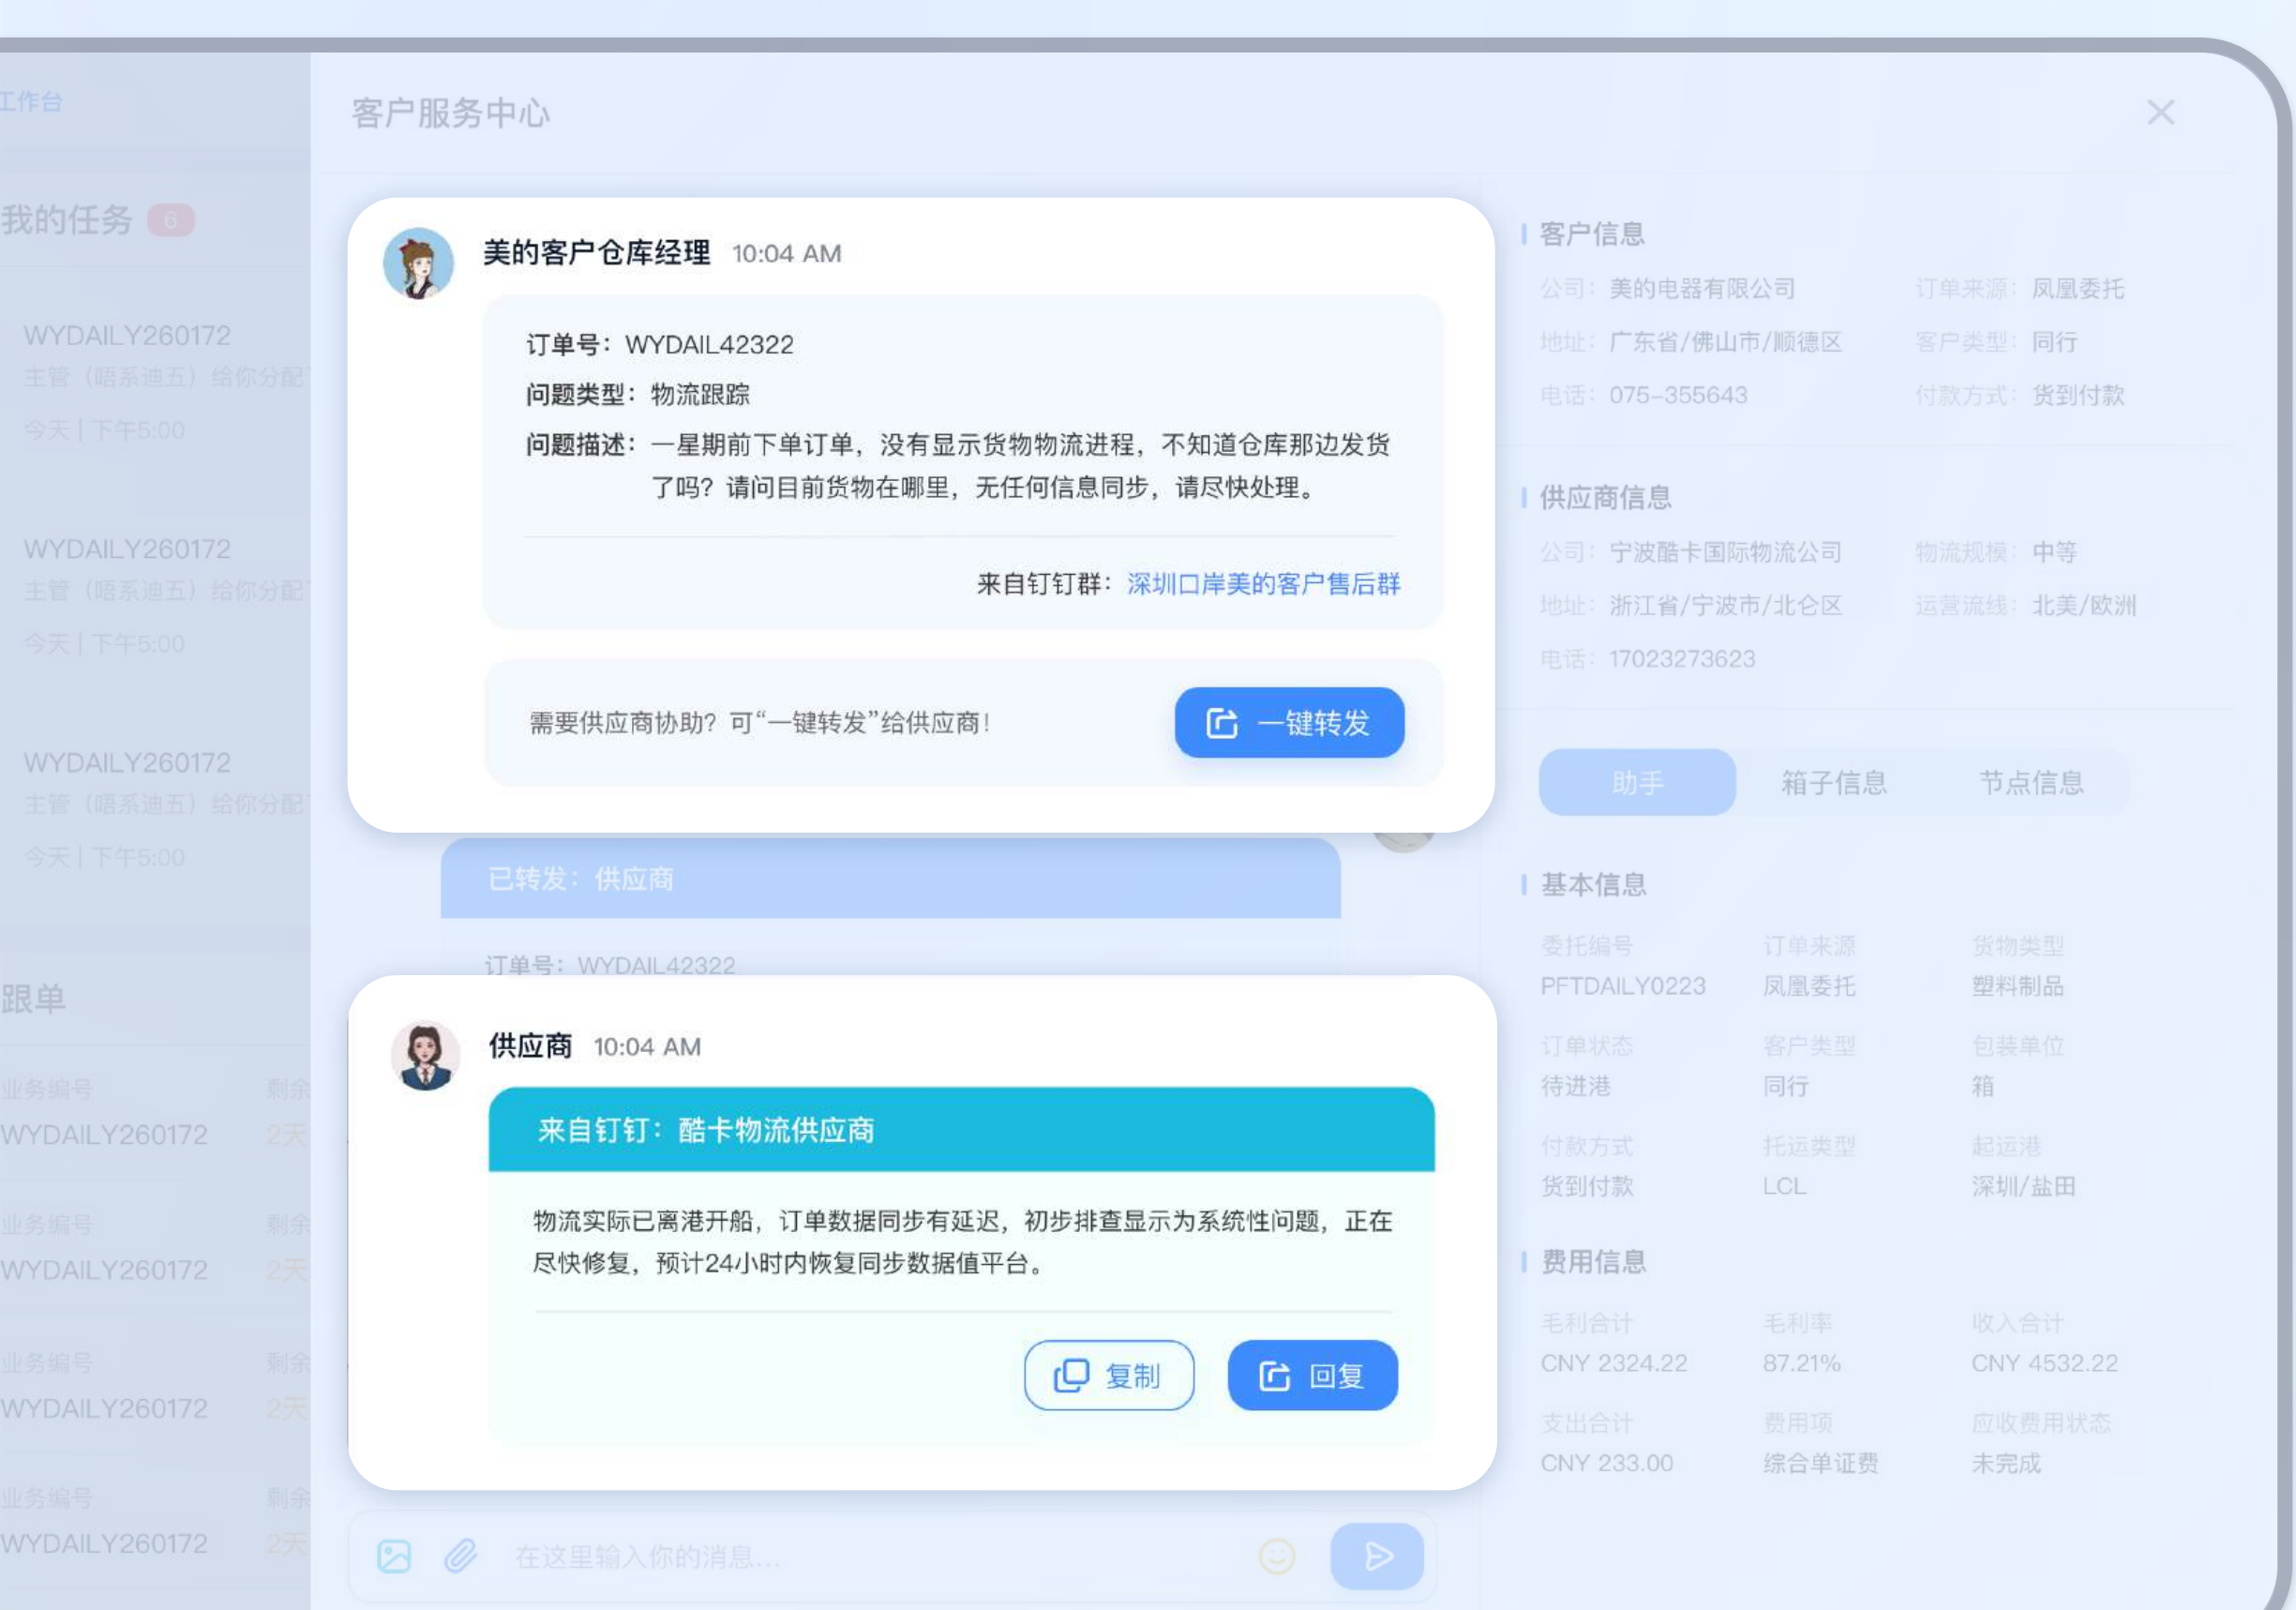 工作台
我的任务 6
WYDAILY260172
主管（唔系迪五）给你分配
今天 | 下午5:00
WYDAILY260172
主管（唔系迪五）给你分配
今天 | 下午5:00
WYDAILY260172
主管（唔系迪五）给你分配
今天 | 下午5:00
跟单
业务编号 剩余
WYDAILY260172 2天
业务编号 剩余
WYDAILY260172 2天
业务编号 剩余
WYDAILY260172 2天
业务编号 剩余
WYDAILY260172 2天
客户服务中心
美的客户仓库经理 10:04 AM
订单号：WYDAIL42322
问题类型：物流跟踪
问题描述：一星期前下单订单，没有显示货物物流进程，不知道仓库那边发货
了吗？请问目前货物在哪里，无任何信息同步，请尽快处理。
来自钉钉群：深圳口岸美的客户售后群
需要供应商协助？可“一键转发”给供应商！
一键转发
已转发：供应商
订单号：WYDAIL42322
供应商 10:04 AM
来自钉钉：酷卡物流供应商
物流实际已离港开船，订单数据同步有延迟，初步排查显示为系统性问题，正在
尽快修复，预计24小时内恢复同步数据值平台。
复制 回复
在这里输入你的消息...
客户信息
公司：美的电器有限公司 订单来源：凤凰委托
地址：广东省/佛山市/顺德区 客户类型：同行
电话：075-355643 付款方式：货到付款
供应商信息
公司：宁波酷卡国际物流公司 物流规模：中等
地址：浙江省/宁波市/北仑区 运营流线：北美/欧洲
电话：17023273623
助手 箱子信息 节点信息
基本信息
委托编号 订单来源 货物类型
PFTDAILY0223 凤凰委托 塑料制品
订单状态 客户类型 包装单位
待进港 同行 箱
付款方式 托运类型 起运港
货到付款 LCL 深圳/盐田
费用信息
毛利合计 毛利率 收入合计
CNY 2324.22 87.21% CNY 4532.22
支出合计 费用项 应收费用状态
CNY 233.00 综合单证费 未完成